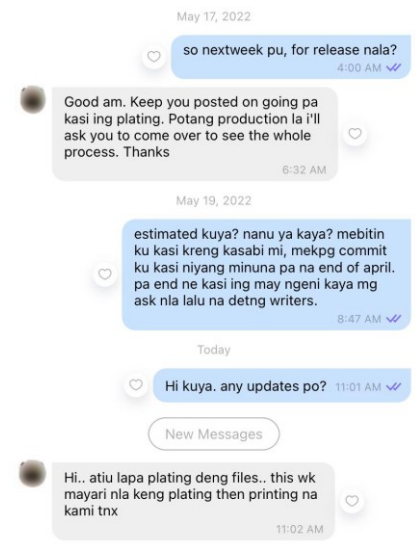 May 17, 2022
so nextweek pu, for release nala?
4:00 AM
Good am. Keep you posted on going pa
kasi ing plating. Potang production la i'll
ask you to come over to see the whole
process. Thanks
6:32 AM
May 19, 2022
estimated kuya? nanu ya kaya? mebitin
ku kasi kreng kasabi mi, mekpg commit
ku kasi niyang minuna pa na end of april.
pa end ne kasi ing may ngeni kaya mg
ask nla lalu na detng writers.
8:47 AM
Today
Hi kuya. any updates po? 11:01 AM
New Messages
Hi.. atiu lapa plating deng files.. this wk
mayari nla keng plating then printing na
kami tnx
11:02 AM